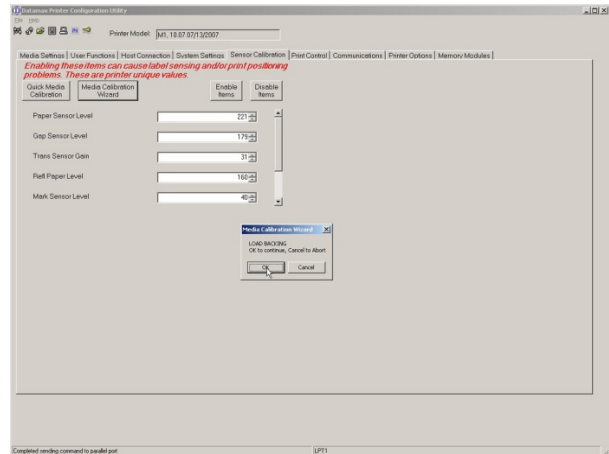 Datamax Printer Configuration Utility
File Help
Printer Model: M1, 10.07 07/13/2007
Media Settings User Functions Host Connection System Settings Sensor Calibration Print Control Communications Printer Options Memory Modules
Enabling these items can cause label sensing and/or print positioning
problems. These are printer unique values.
Quick Media Calibration
Media Calibration Wizard
Enable Items
Disable Items
Paper Sensor Level 221
Gap Sensor Level 179
Trans Sensor Gain 31
Refl Paper Level 160
Mark Sensor Level 40
Media Calibration Wizard
LOAD BACKING
OK to continue, Cancel to Abort
OK Cancel
Completed sending command to parallel port LPT1